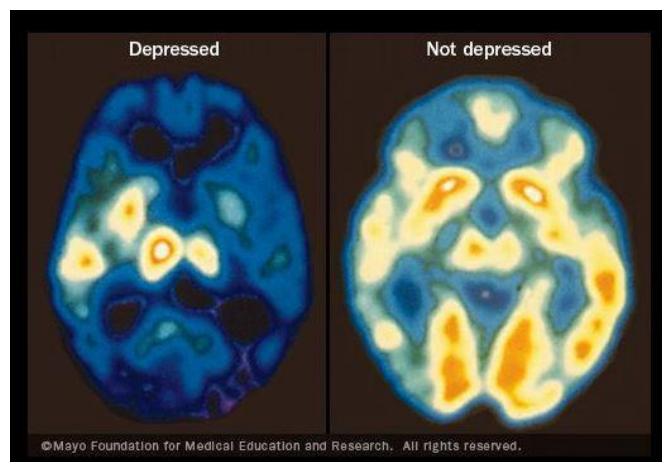 Depressed
Not depressed
©Mayo Foundation for Medical Education and Research. All rights reserved.